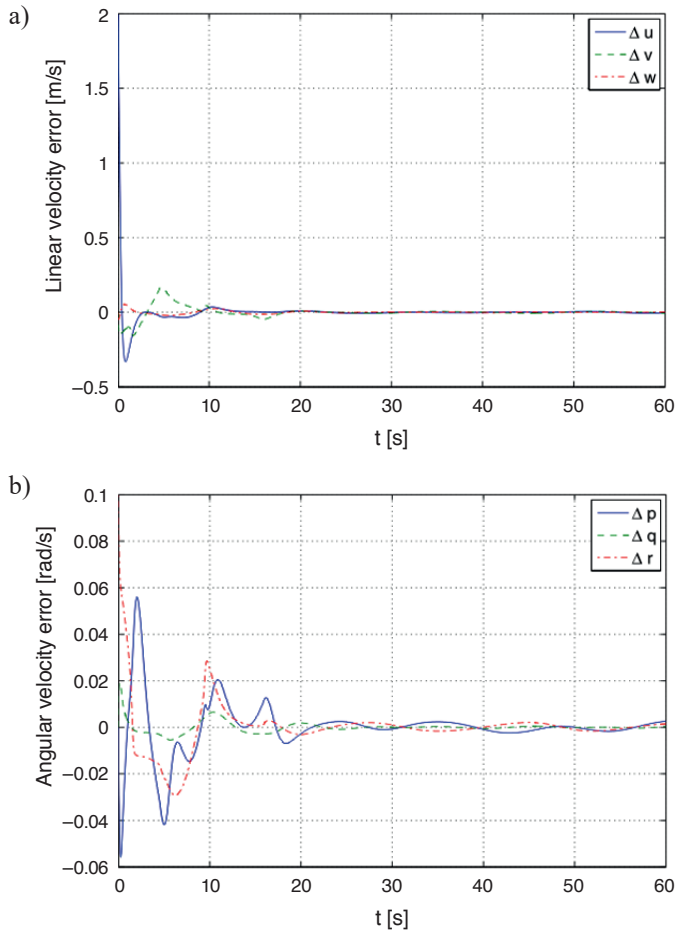 a)
2
1.5
1
0.5
0
−0.5
Linear velocity error [m/s]
Δ u
Δ v
Δ w
0 10 20 30 40 50 60
t [s]
b)
0.1
0.08
0.06
0.04
0.02
0
−0.02
−0.04
−0.06
Angular velocity error [rad/s]
Δ p
Δ q
Δ r
0 10 20 30 40 50 60
t [s]